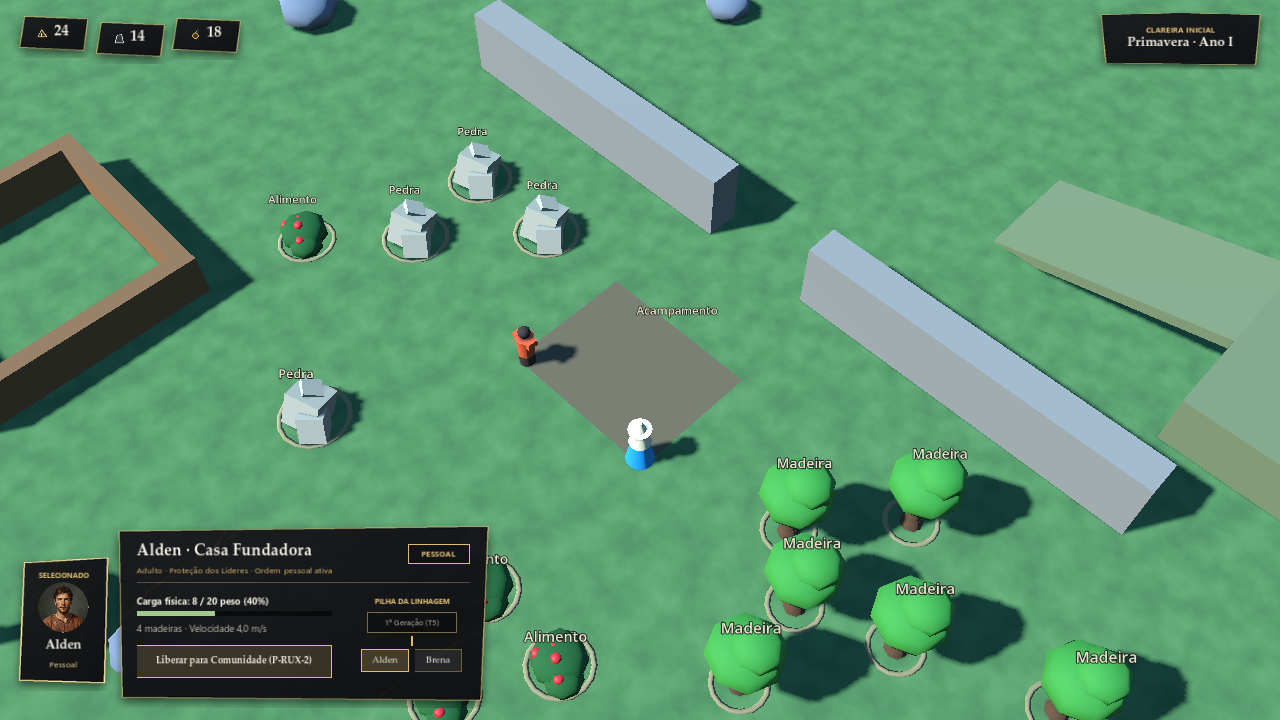 24
14
18
CLAREIRA INICIAL
Primavera · Ano I
Pedra
Pedra
Pedra
Alimento
Acampamento
Pedra
Madeira
Madeira
Madeira
Madeira
Madeira
Madeira
Alimento
nto
SELECIONADO
Alden
Pessoal
Alden · Casa Fundadora
PESSOAL
Adulto · Proteção dos Líderes · Ordem pessoal ativa
Carga física: 8 / 20 peso (40%)
4 madeiras · Velocidade 4,0 m/s
Liberar para Comunidade (P-RUX-2)
PILHA DA LINHAGEM
1ª Geração (T5)
Alden
Brena